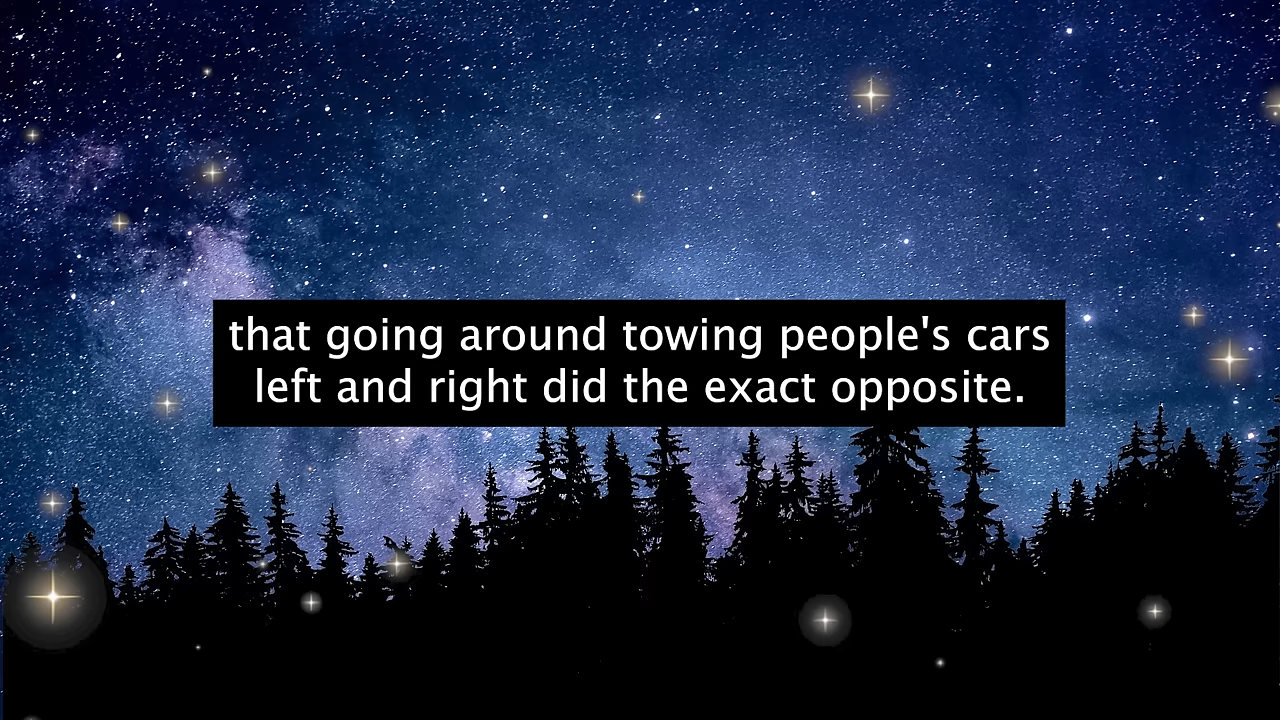 that going around towing people's cars
left and right did the exact opposite.